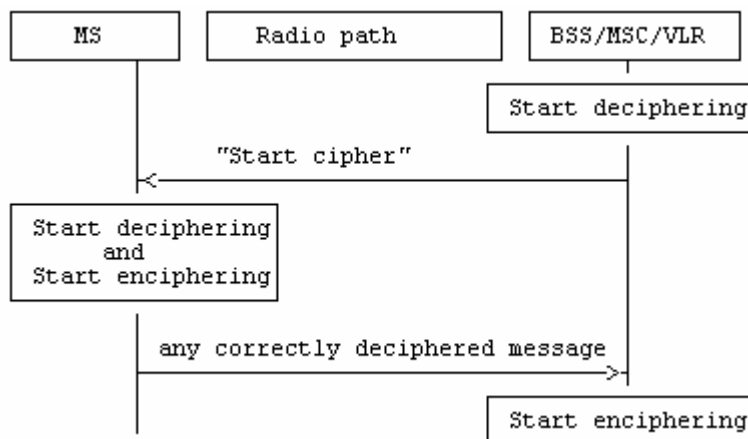 MS
Radio path
BSS/MSC/VLR
Start deciphering
"Start cipher"
Start deciphering
and
Start enciphering
any correctly deciphered message
Start enciphering